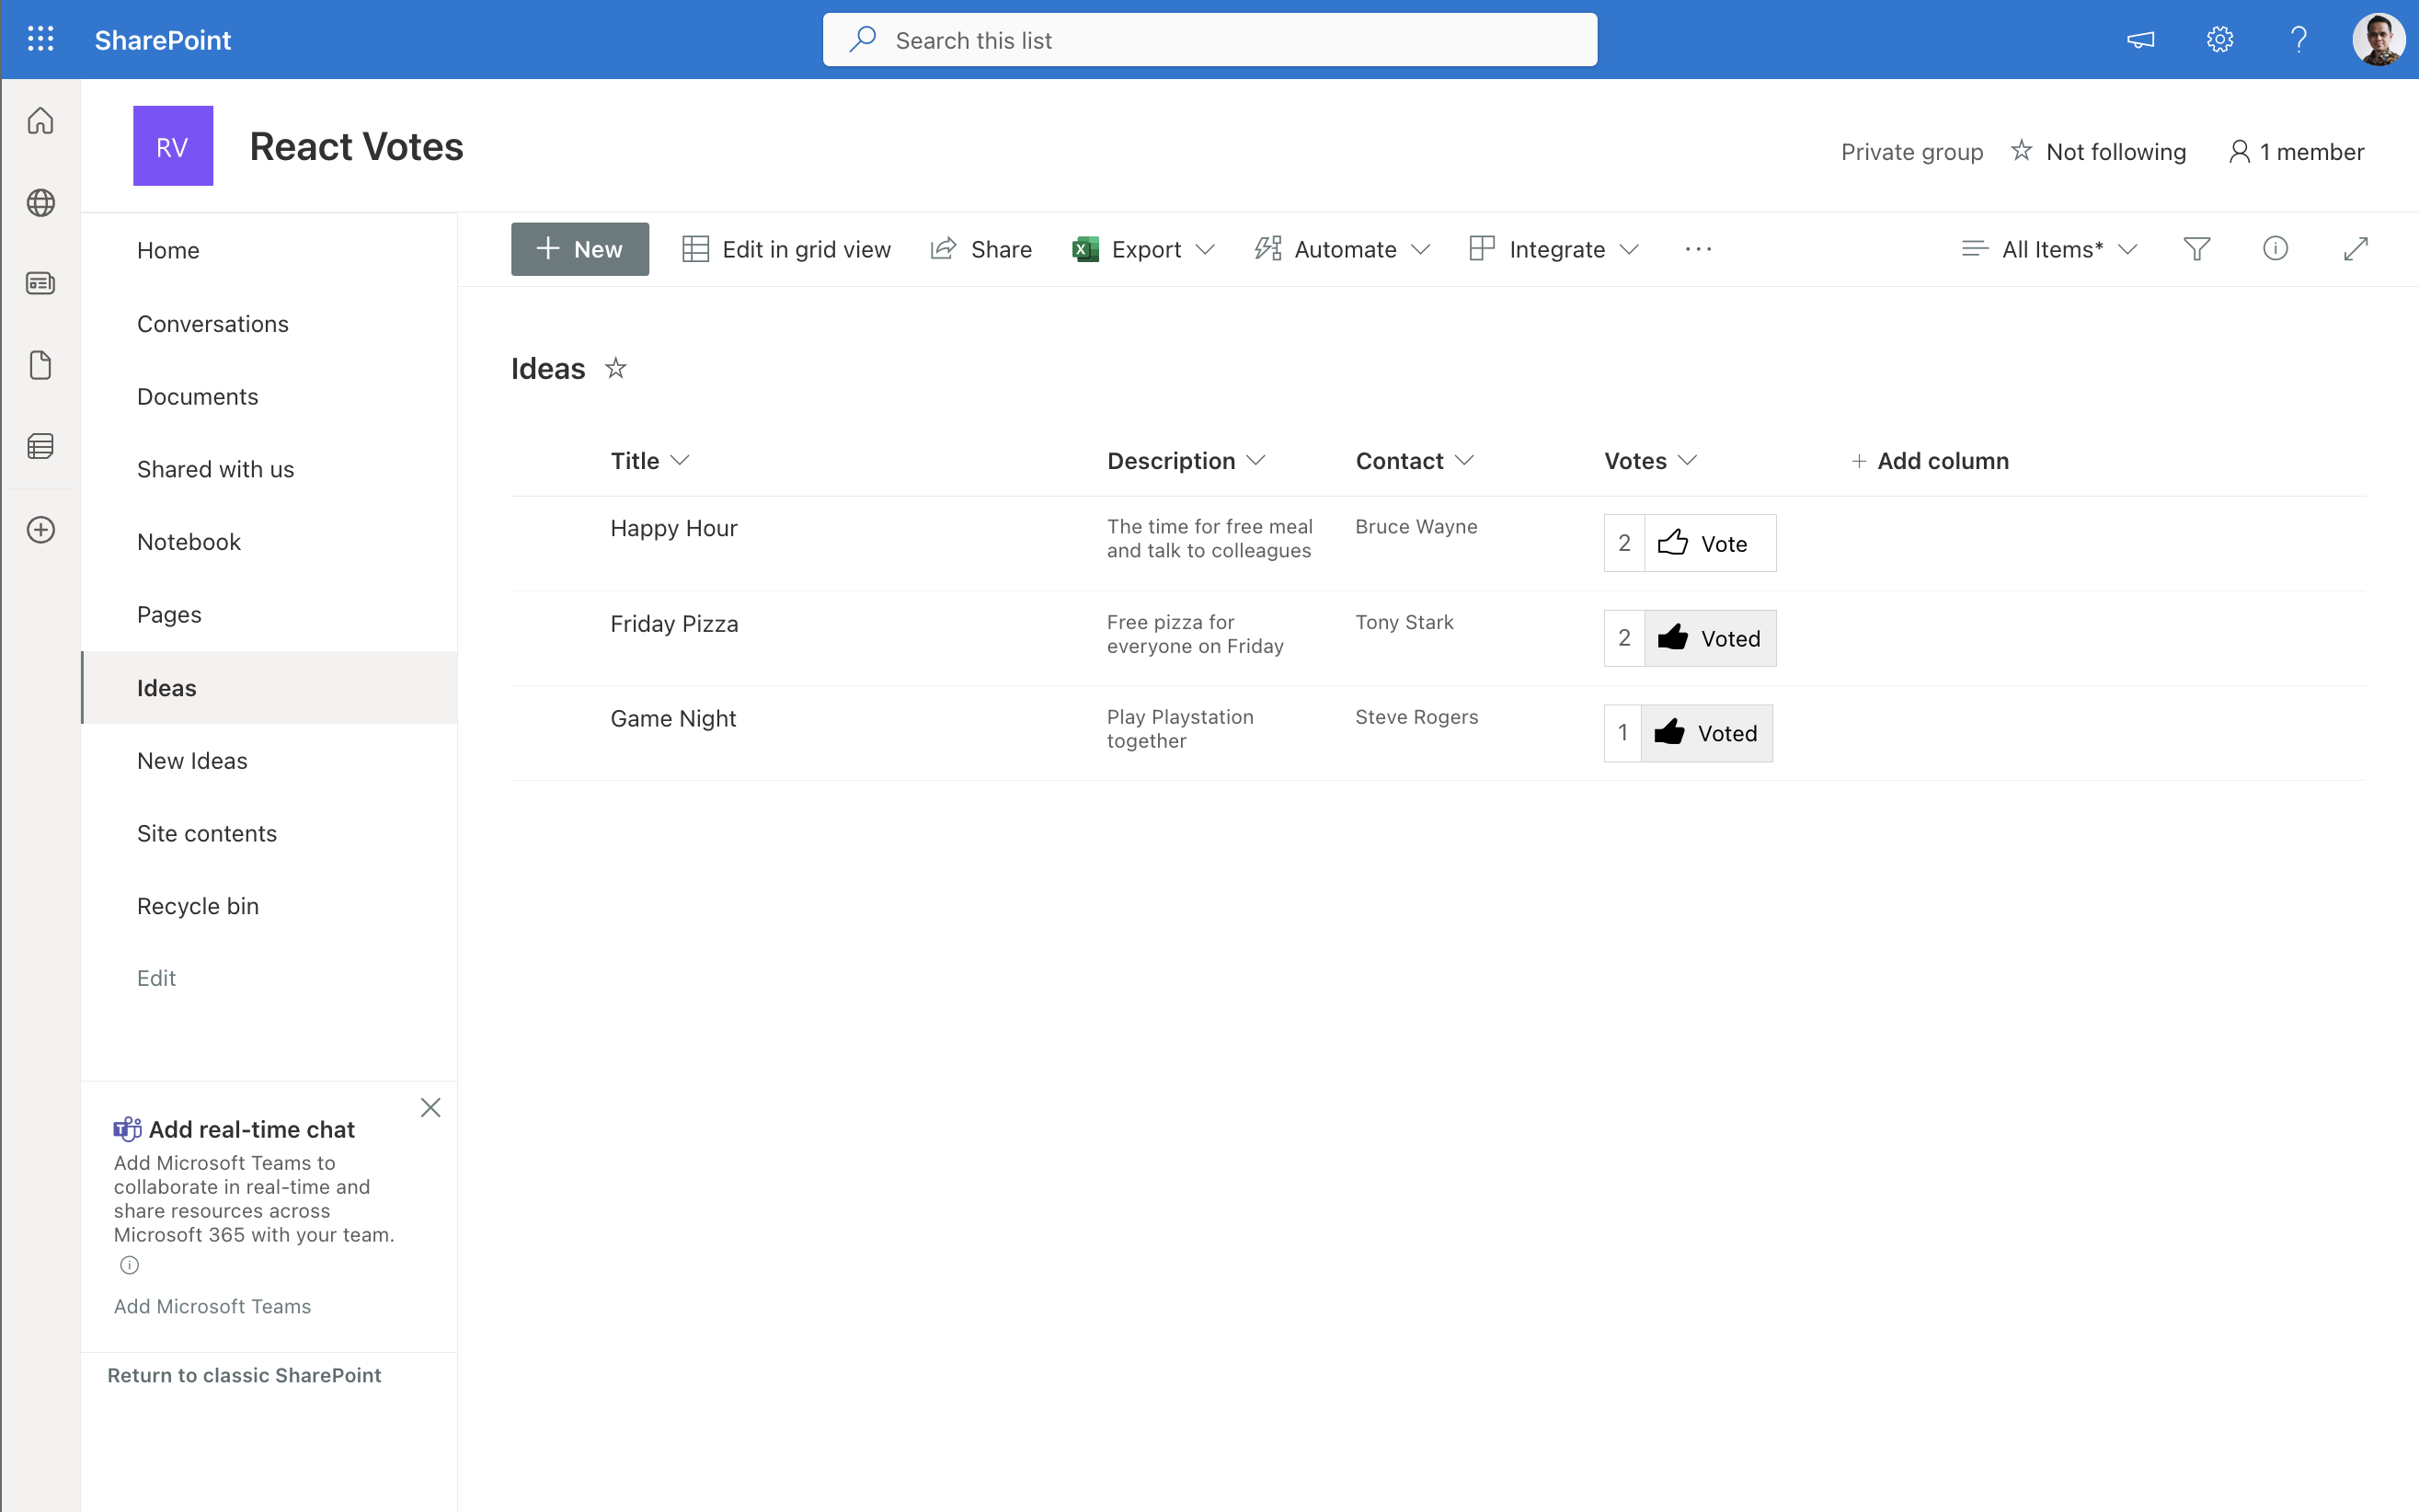 SharePoint
Search this list
RV
React Votes
Private group
Not following
1 member
Home
Conversations
Documents
Shared with us
Notebook
Pages
Ideas
New Ideas
Site contents
Recycle bin
Edit
Add real-time chat
Add Microsoft Teams to
collaborate in real-time and
share resources across
Microsoft 365 with your team.
Add Microsoft Teams
Return to classic SharePoint
New
Edit in grid view
Share
Export
Automate
Integrate
All Items*
Ideas
Title
Description
Contact
Votes
Add column
Happy Hour
The time for free meal
and talk to colleagues
Bruce Wayne
2
Vote
Friday Pizza
Free pizza for
everyone on Friday
Tony Stark
2
Voted
Game Night
Play Playstation
together
Steve Rogers
1
Voted